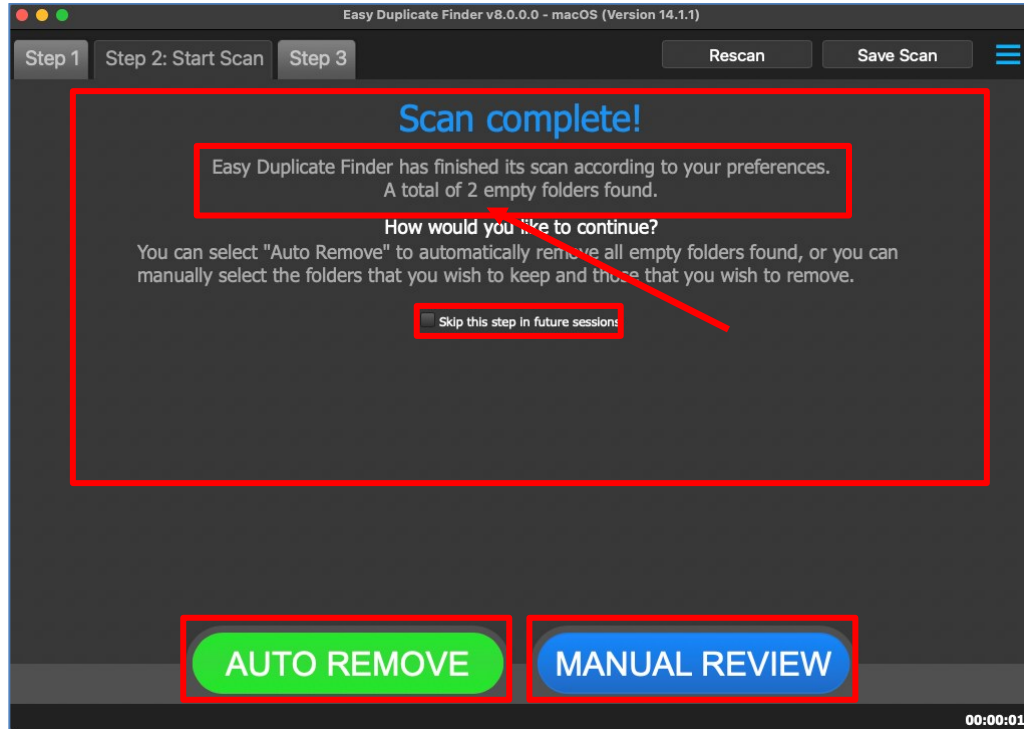 Easy Duplicate Finder v8.0.0.0 - macOS (Version 14.1.1)
Step 1
Step 2: Start Scan
Step 3
Rescan
Save Scan
Scan complete!
Easy Duplicate Finder has finished its scan according to your preferences.
A total of 2 empty folders found.
How would you like to continue?
You can select "Auto Remove" to automatically remove all empty folders found, or you can
manually select the folders that you wish to keep and those that you wish to remove.
Skip this step in future sessions
AUTO REMOVE
MANUAL REVIEW
00:00:01